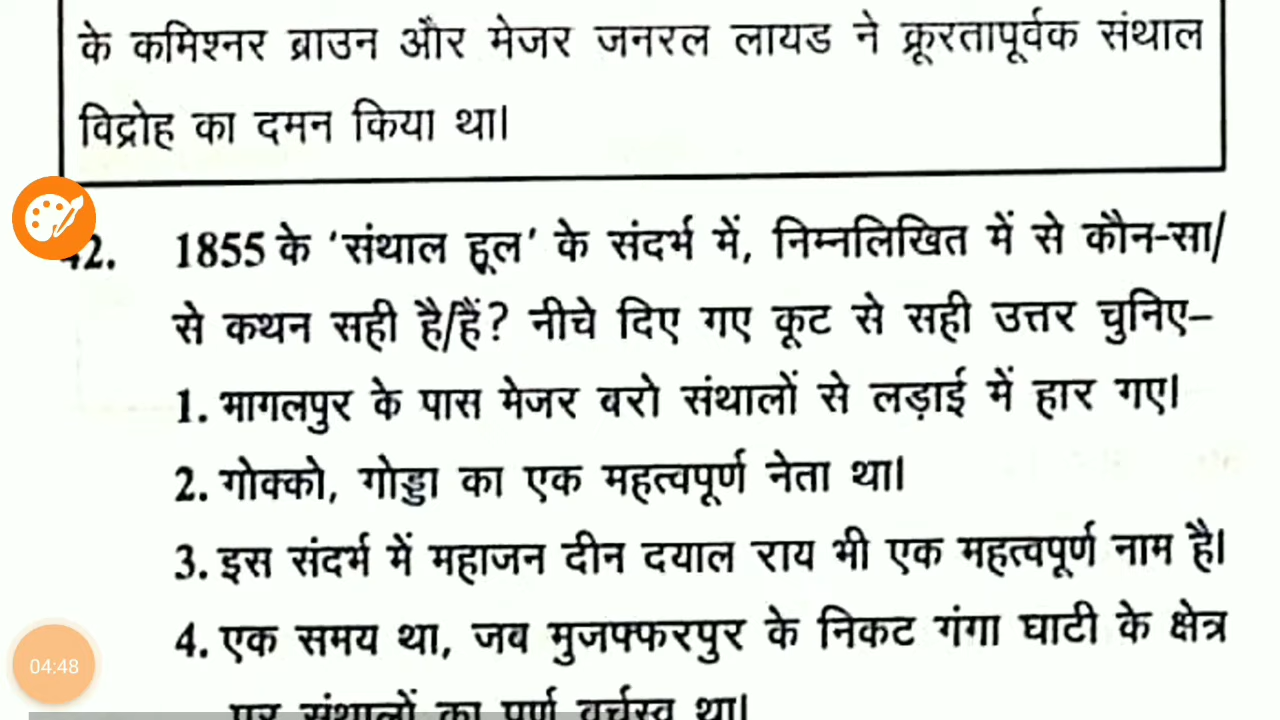 के कमिश्नर ब्राउन और मेजर जनरल लायड ने क्रूरतापूर्वक संथाल
विद्रोह का दमन किया था।
42. 1855 के 'संथाल हूल' के संदर्भ में, निम्नलिखित में से कौन-सा/
से कथन सही है/हैं? नीचे दिए गए कूट से सही उत्तर चुनिए–
1. भागलपुर के पास मेजर बरो संथालों से लड़ाई में हार गए।
2. गोक्को, गोड्डा का एक महत्वपूर्ण नेता था।
3. इस संदर्भ में महाजन दीन दयाल राय भी एक महत्वपूर्ण नाम है।
4. एक समय था, जब मुजफ्फरपुर के निकट गंगा घाटी के क्षेत्र
04:48
पर संथालों का पूर्ण वर्चस्व था।